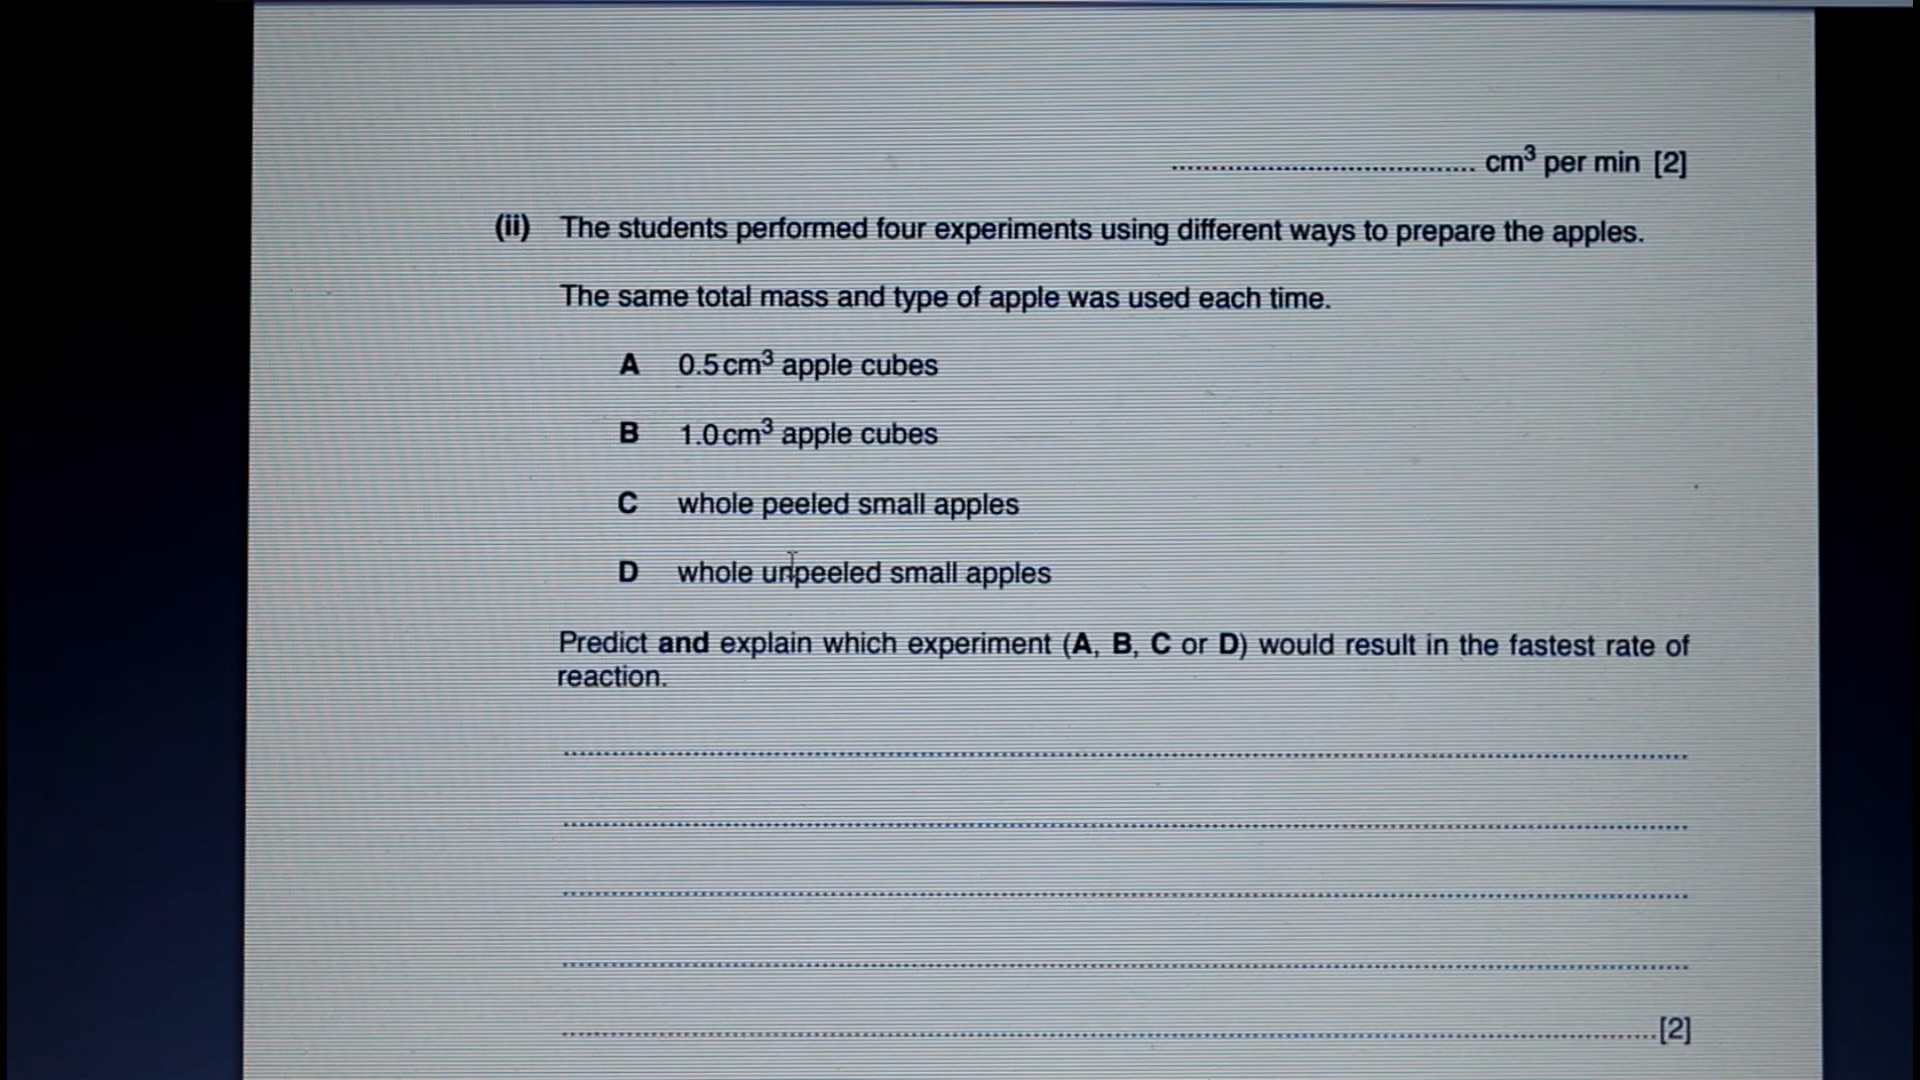 .................................... cm³ per min [2]
(ii) The students performed four experiments using different ways to prepare the apples.
The same total mass and type of apple was used each time.
A 0.5 cm³ apple cubes
B 1.0 cm³ apple cubes
C whole peeled small apples
D whole unpeeled small apples
Predict and explain which experiment (A, B, C or D) would result in the fastest rate of
reaction.
[2]